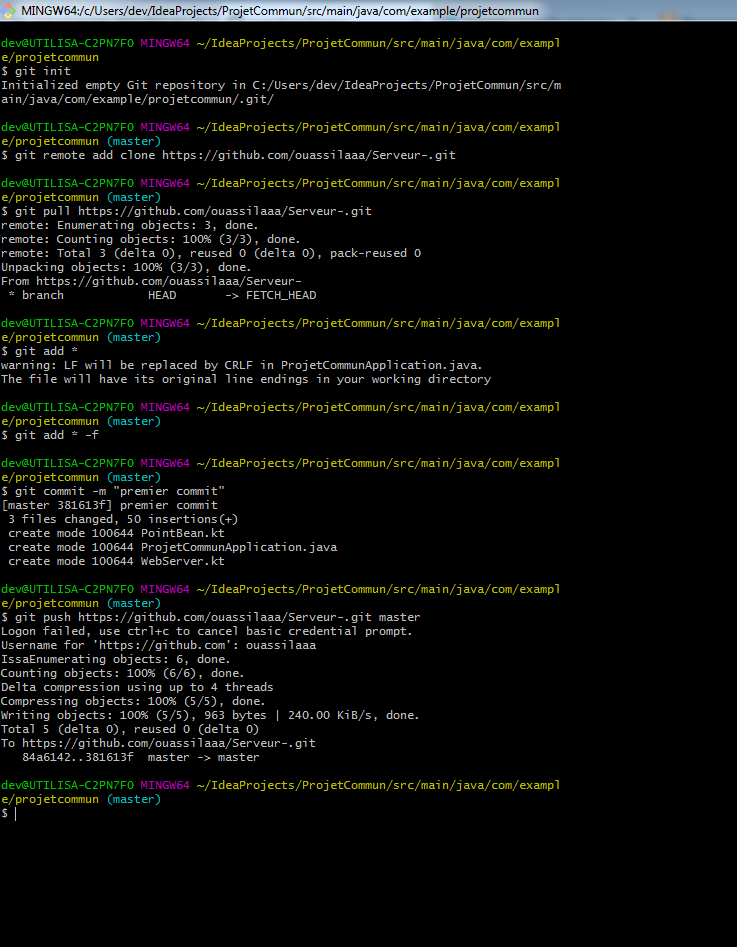 MINGW64:/c/Users/dev/IdeaProjects/ProjetCommun/src/main/java/com/example/projetcommun
dev@UTILISA-C2PN7FO MINGW64 ~/IdeaProjects/ProjetCommun/src/main/java/com/exampl
e/projetcommun
$ git init
Initialized empty Git repository in C:/Users/dev/IdeaProjects/ProjetCommun/src/m
ain/java/com/example/projetcommun/.git/
dev@UTILISA-C2PN7FO MINGW64 ~/IdeaProjects/ProjetCommun/src/main/java/com/exampl
e/projetcommun (master)
$ git remote add clone https://github.com/ouassilaaa/Serveur-.git
dev@UTILISA-C2PN7FO MINGW64 ~/IdeaProjects/ProjetCommun/src/main/java/com/exampl
e/projetcommun (master)
$ git pull https://github.com/ouassilaaa/Serveur-.git
remote: Enumerating objects: 3, done.
remote: Counting objects: 100% (3/3), done.
remote: Total 3 (delta 0), reused 0 (delta 0), pack-reused 0
Unpacking objects: 100% (3/3), done.
From https://github.com/ouassilaaa/Serveur-
 * branch            HEAD       -> FETCH_HEAD
dev@UTILISA-C2PN7FO MINGW64 ~/IdeaProjects/ProjetCommun/src/main/java/com/exampl
e/projetcommun (master)
$ git add *
warning: LF will be replaced by CRLF in ProjetCommunApplication.java.
The file will have its original line endings in your working directory
dev@UTILISA-C2PN7FO MINGW64 ~/IdeaProjects/ProjetCommun/src/main/java/com/exampl
e/projetcommun (master)
$ git add * -f
dev@UTILISA-C2PN7FO MINGW64 ~/IdeaProjects/ProjetCommun/src/main/java/com/exampl
e/projetcommun (master)
$ git commit -m "premier commit"
[master 381613f] premier commit
 3 files changed, 50 insertions(+)
 create mode 100644 PointBean.kt
 create mode 100644 ProjetCommunApplication.java
 create mode 100644 WebServer.kt
dev@UTILISA-C2PN7FO MINGW64 ~/IdeaProjects/ProjetCommun/src/main/java/com/exampl
e/projetcommun (master)
$ git push https://github.com/ouassilaaa/Serveur-.git master
Logon failed, use ctrl+c to cancel basic credential prompt.
Username for 'https://github.com': ouassilaaa
IssaEnumerating objects: 6, done.
Counting objects: 100% (6/6), done.
Delta compression using up to 4 threads
Compressing objects: 100% (5/5), done.
Writing objects: 100% (5/5), 963 bytes | 240.00 KiB/s, done.
Total 5 (delta 0), reused 0 (delta 0)
To https://github.com/ouassilaaa/Serveur-.git
   84a6142..381613f  master -> master
dev@UTILISA-C2PN7FO MINGW64 ~/IdeaProjects/ProjetCommun/src/main/java/com/exampl
e/projetcommun (master)
$